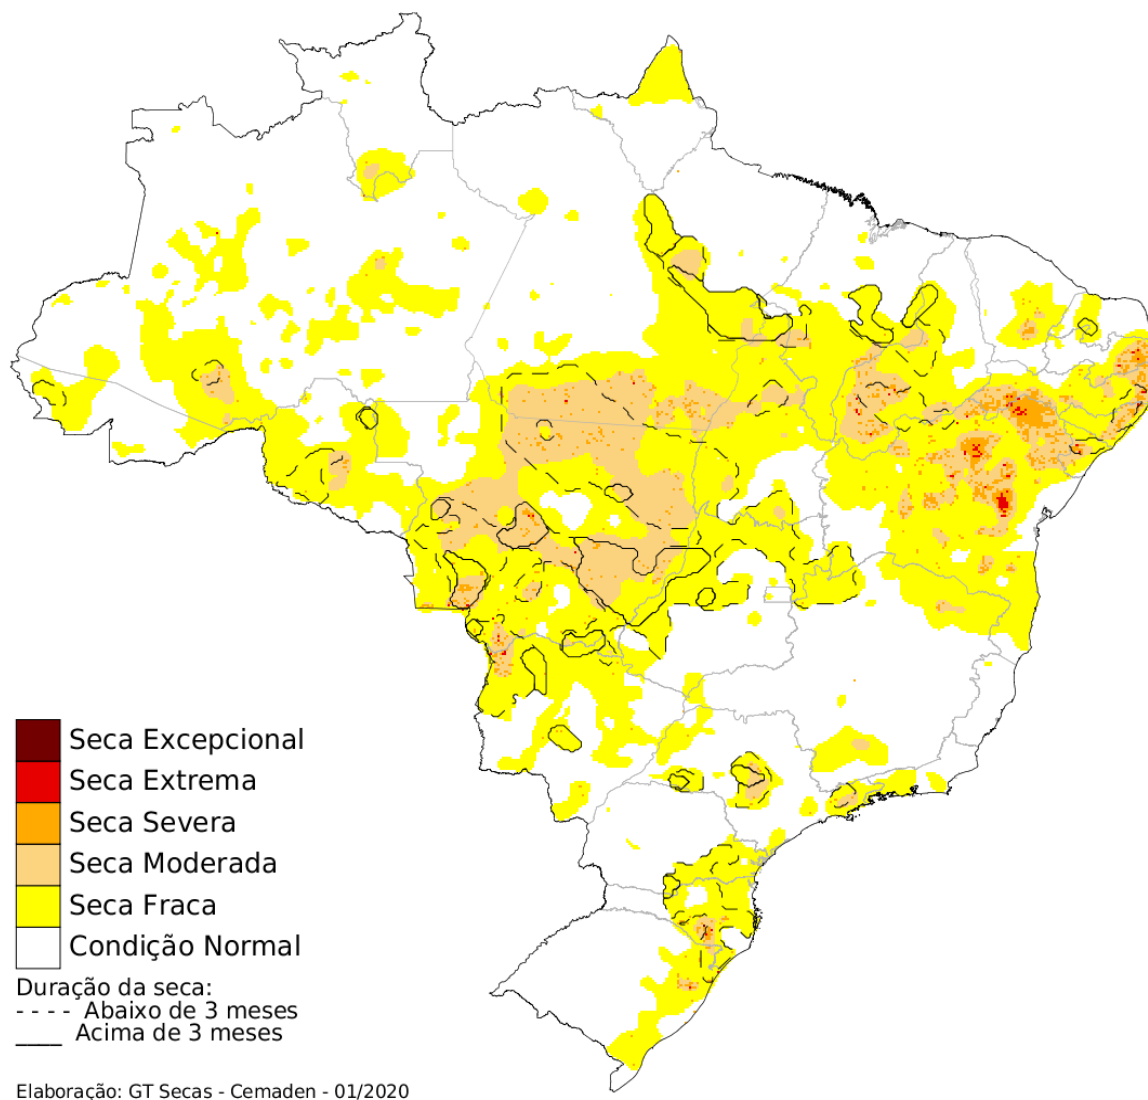 Seca Excepcional
Seca Extrema
Seca Severa
Seca Moderada
Seca Fraca
Condição Normal
Duração da seca:
- - - - Abaixo de 3 meses
____ Acima de 3 meses
Elaboração: GT Secas - Cemaden - 01/2020